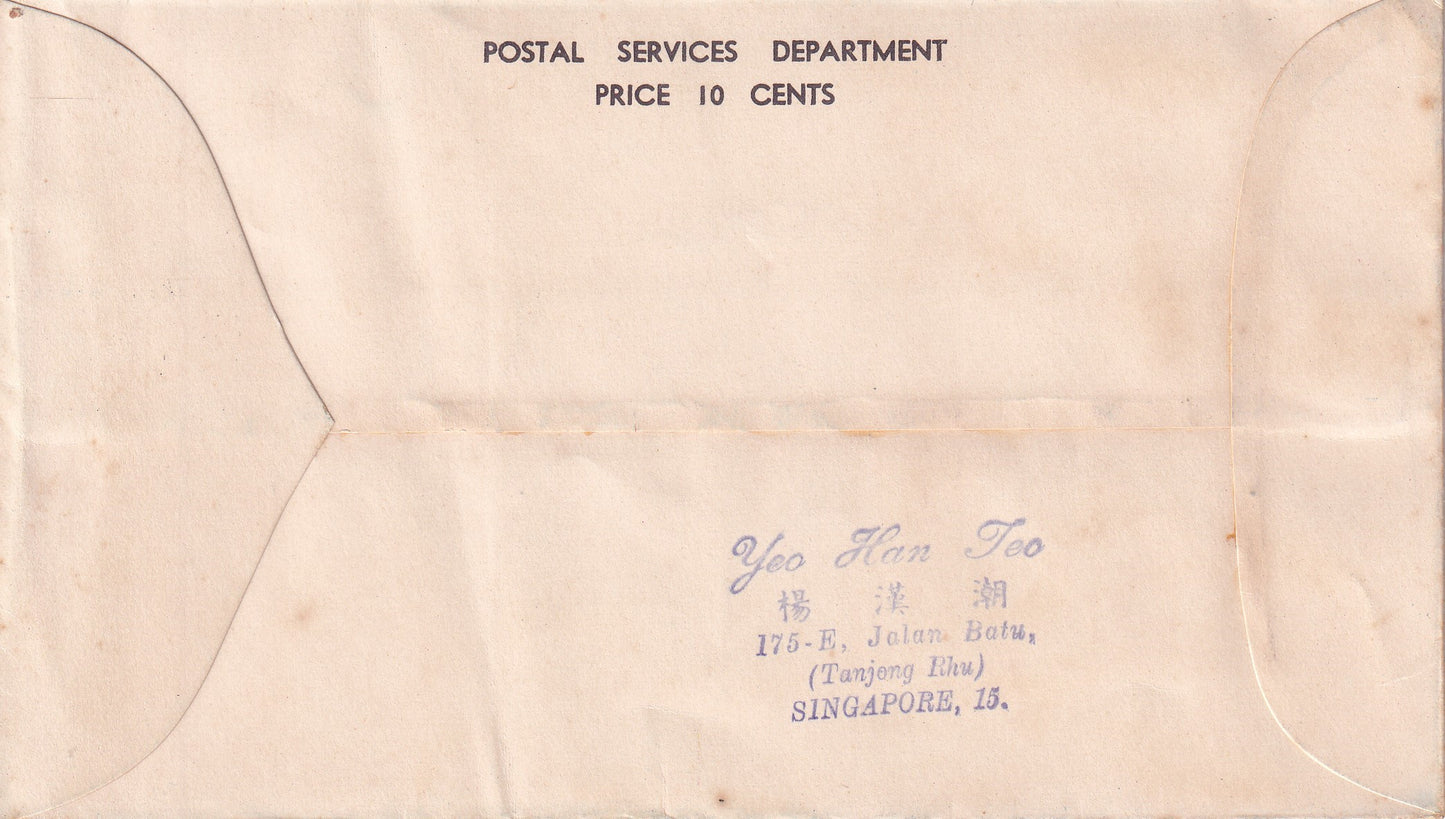 POSTAL SERVICES DEPARTMENT
PRICE 10 CENTS
Yeo Han Teo
楊 漢 潮
175-E, Jalan Batu,
(Tanjong Rhu)
SINGAPORE, 15.